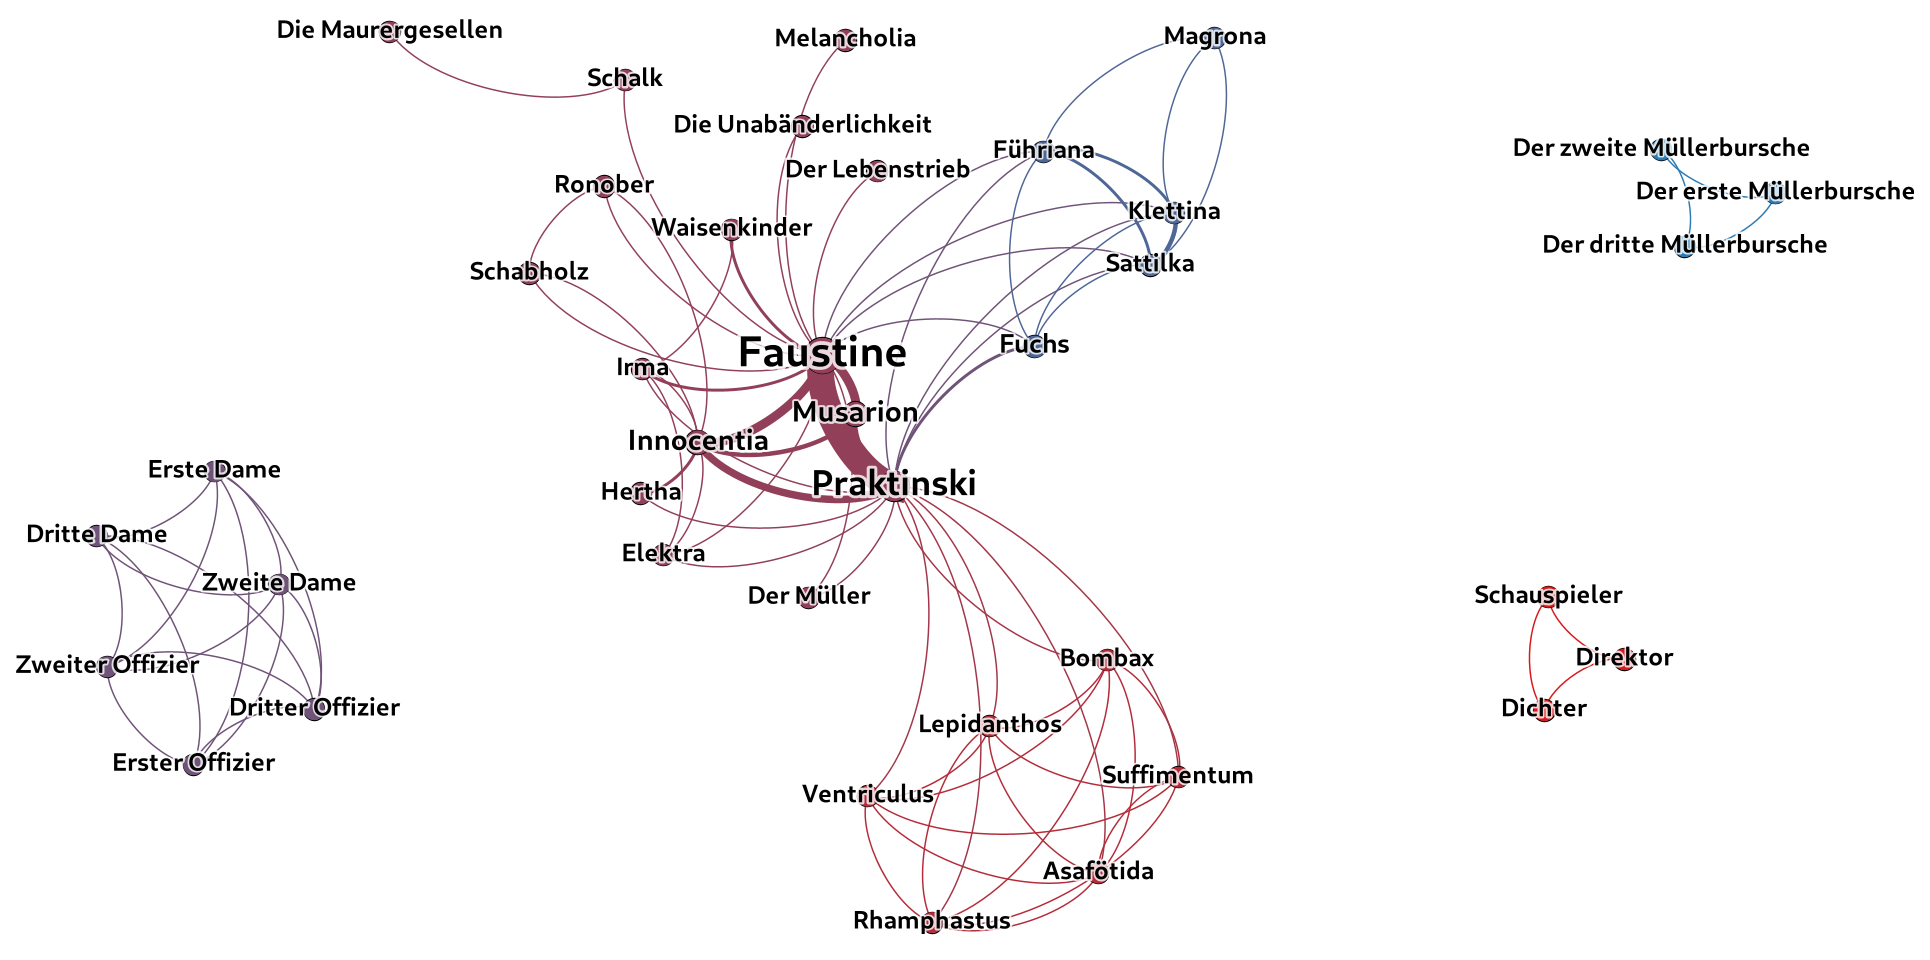 Die Maurergesellen
Melancholia
Magrona
Schalk
Die Unabänderlichkeit
Führiana
Der zweite Müllerbursche
Der Lebenstrieb
Ronober
Der erste Müllerbursche
Klettina
Waisenkinder
Der dritte Müllerbursche
Sattilka
Schabholz
Fuchs
Faustine
Irma
Musarion
Innocentia
Erste Dame
Praktinski
Hertha
Dritte Dame
Elektra
Zweite Dame
Der Müller
Schauspieler
Bombax
Direktor
Zweiter Offizier
Dritter Offizier
Dichter
Lepidanthos
Erster Offizier
Suffimentum
Ventriculus
Asafötida
Rhamphastus